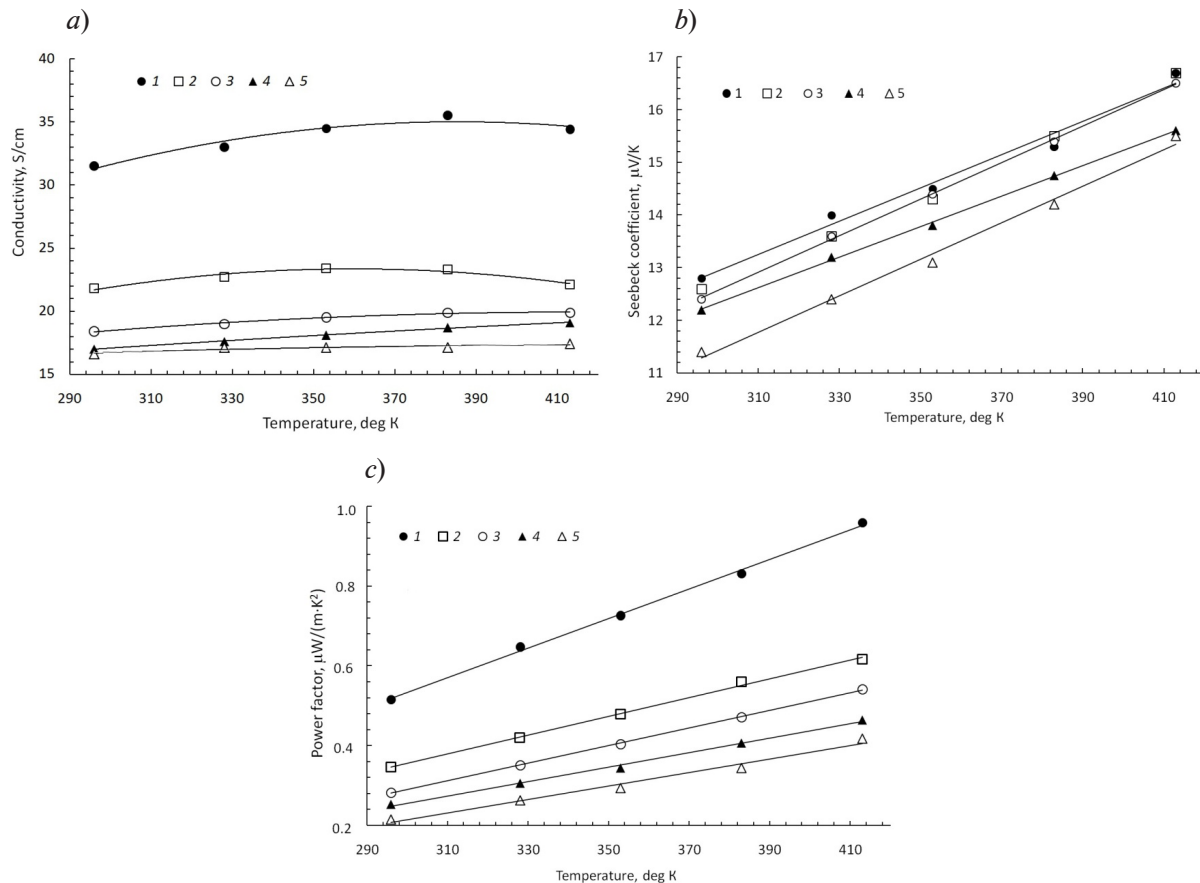 a)
40
35
30
25
20
15
Conductivity, S/cm
1 2 3 4 5
290 310 330 350 370 390 410
Temperature, deg К
b)
17
16
15
14
13
12
11
Seebeck coefficient, μV/K
1 2 3 4 5
290 310 330 350 370 390 410
Temperature, deg К
c)
1.0
0.8
0.6
0.4
0.2
Power factor, μW/(m·K²)
1 2 3 4 5
290 310 330 350 370 390 410
Temperature, deg K